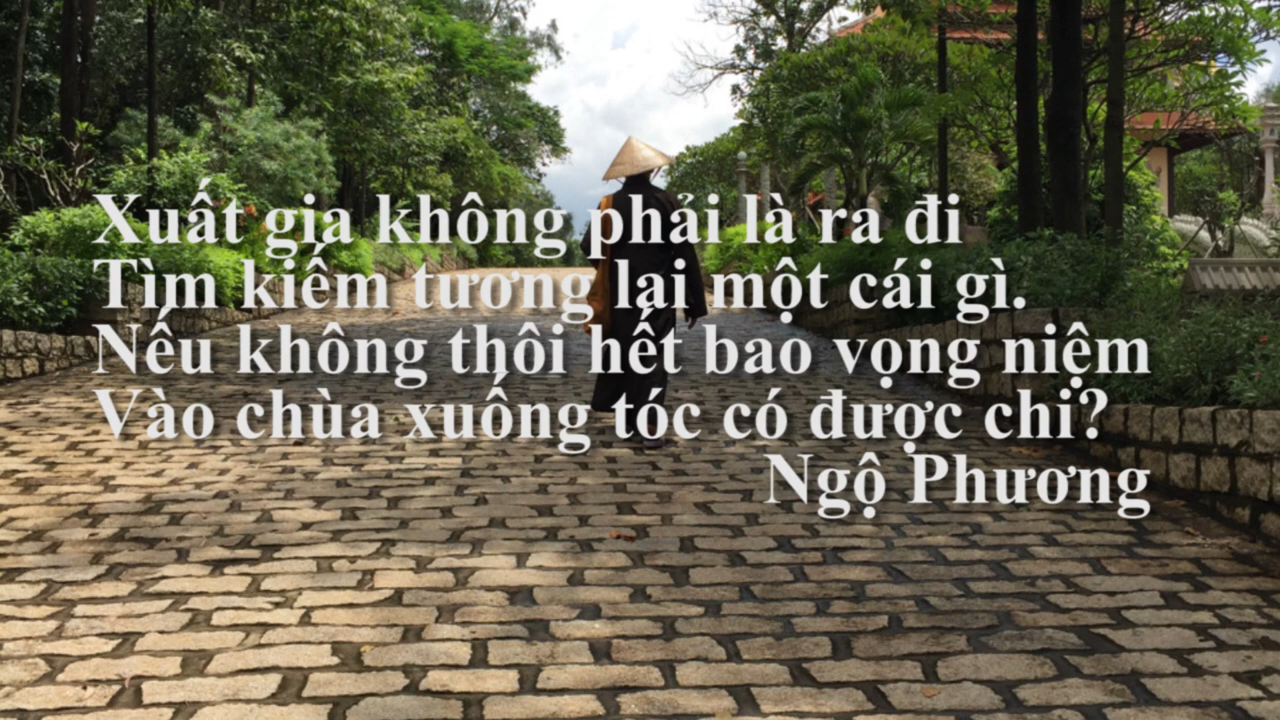 Xuất gia không phải là ra đi
Tìm kiếm tương lai một cái gì.
Nếu không thôi hết bao vọng niệm
Vào chùa xuống tóc có được chi?
Ngộ Phương